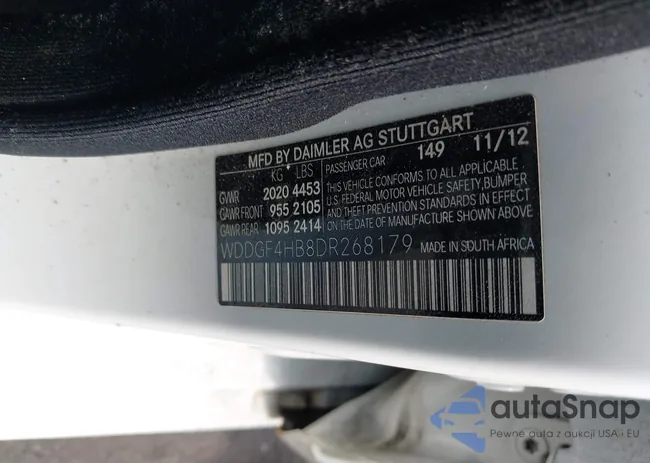 MFD BY DAIMLER AG STUTTGART
KG LBS PASSENGER CAR 149 11/12
GVWR 2020 4453
GAWR FRONT 955 2105
GAWR REAR 1095 2414
THIS VEHICLE CONFORMS TO ALL APPLICABLE
U.S. FEDERAL MOTOR VEHICLE SAFETY, BUMPER
AND THEFT PREVENTION STANDARDS IN EFFECT
ON THE DATE OF MANUFACTURE SHOWN ABOVE
WDDGF4HB8DR268179 MADE IN SOUTH AFRICA
autoSnap
Pewne auta z aukcji USA i EU